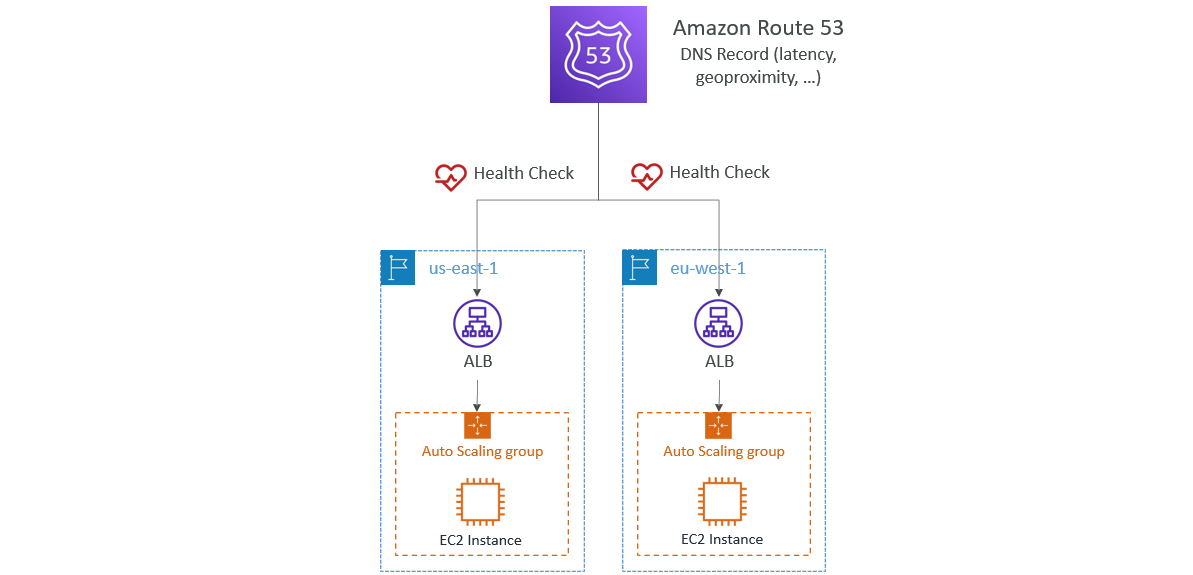 53
Amazon Route 53
DNS Record (latency,
geoproximity, ...)
Health Check
Health Check
us-east-1
eu-west-1
ALB
ALB
Auto Scaling group
Auto Scaling group
EC2 Instance
EC2 Instance